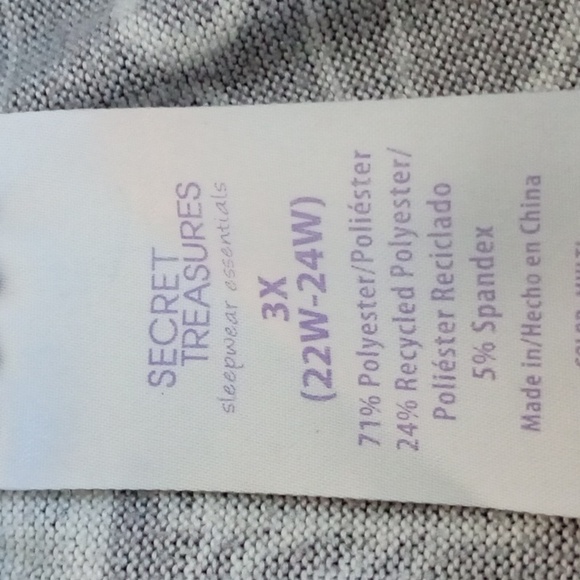 SECRET
TREASURES
sleepwear essentials
3X
(22W-24W)
71% Polyester/Poliéster
24% Recycled Polyester/
Poliéster Reciclado
5% Spandex
Made in/Hecho en China